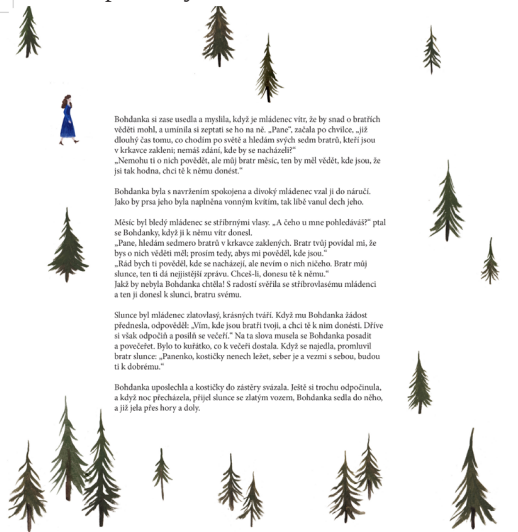 Bohdanka si zase usedla a myslila, když je mládenec vítr, že by snad o bratřích
věděti mohl, a umínila si zeptati se ho na ně. „Pane“, začala po chvilce, „již
dlouhý čas tomu, co chodím po světě a hledám svých sedm bratrů, kteří jsou
v krkavce zakleni; nemáš zdání, kde by se nacházeli?“
„Nemohu ti o nich povědět, ale můj bratr měsíc, ten by měl vědět, kde jsou, že
jsi tak hodna, chci tě k němu donést.“
Bohdanka byla s navržením spokojena a divoký mládenec vzal ji do náručí.
Jako by prsa jeho byla naplněna vonným kvítím, tak libě vanul dech jeho.
Měsíc byl bledý mládenec se stříbrnými vlasy. „A čeho u mne pohledáváš?“ ptal
se Bohdanky, když ji k němu vítr donesl.
„Pane, hledám sedmero bratrů v krkavce zaklených. Bratr tvůj povídal mi, že
bys o nich věděti měl; prosím tedy, abys mi pověděl, kde jsou.“
„Rád bych ti pověděl, kde se nacházejí, ale nevím o nich ničeho. Bratr můj
slunce, ten ti dá nejjistější zprávu. Chceš-li, donesu tě k němu.“
Jakž by nebyla Bohdanka chtěla! S radostí svěřila se stříbrovlasému mládenci
a ten ji donesl k slunci, bratru svému.
Slunce byl mládenec zlatovlasý, krásných tváří. Když mu Bohdanka žádost
přednesla, odpověděl: „Vím, kde jsou bratři tvoji, a chci tě k nim donésti. Dříve
si však odpočiň a posilň se večeří.“ Na ta slova musela se Bohdanka posadit
a povečeřet. Bylo to kuřátko, co k večeři dostala. Když se najedla, promluvil
bratr slunce: „Panenko, kostičky nenech ležet, seber je a vezmi s sebou, budou
ti k dobrému.“
Bohdanka uposlechla a kostičky do zástěry svázala. Ještě si trochu odpočinula,
a když noc přecházela, přijel slunce se zlatým vozem, Bohdanka sedla do něho,
a již jela přes hory a doly.